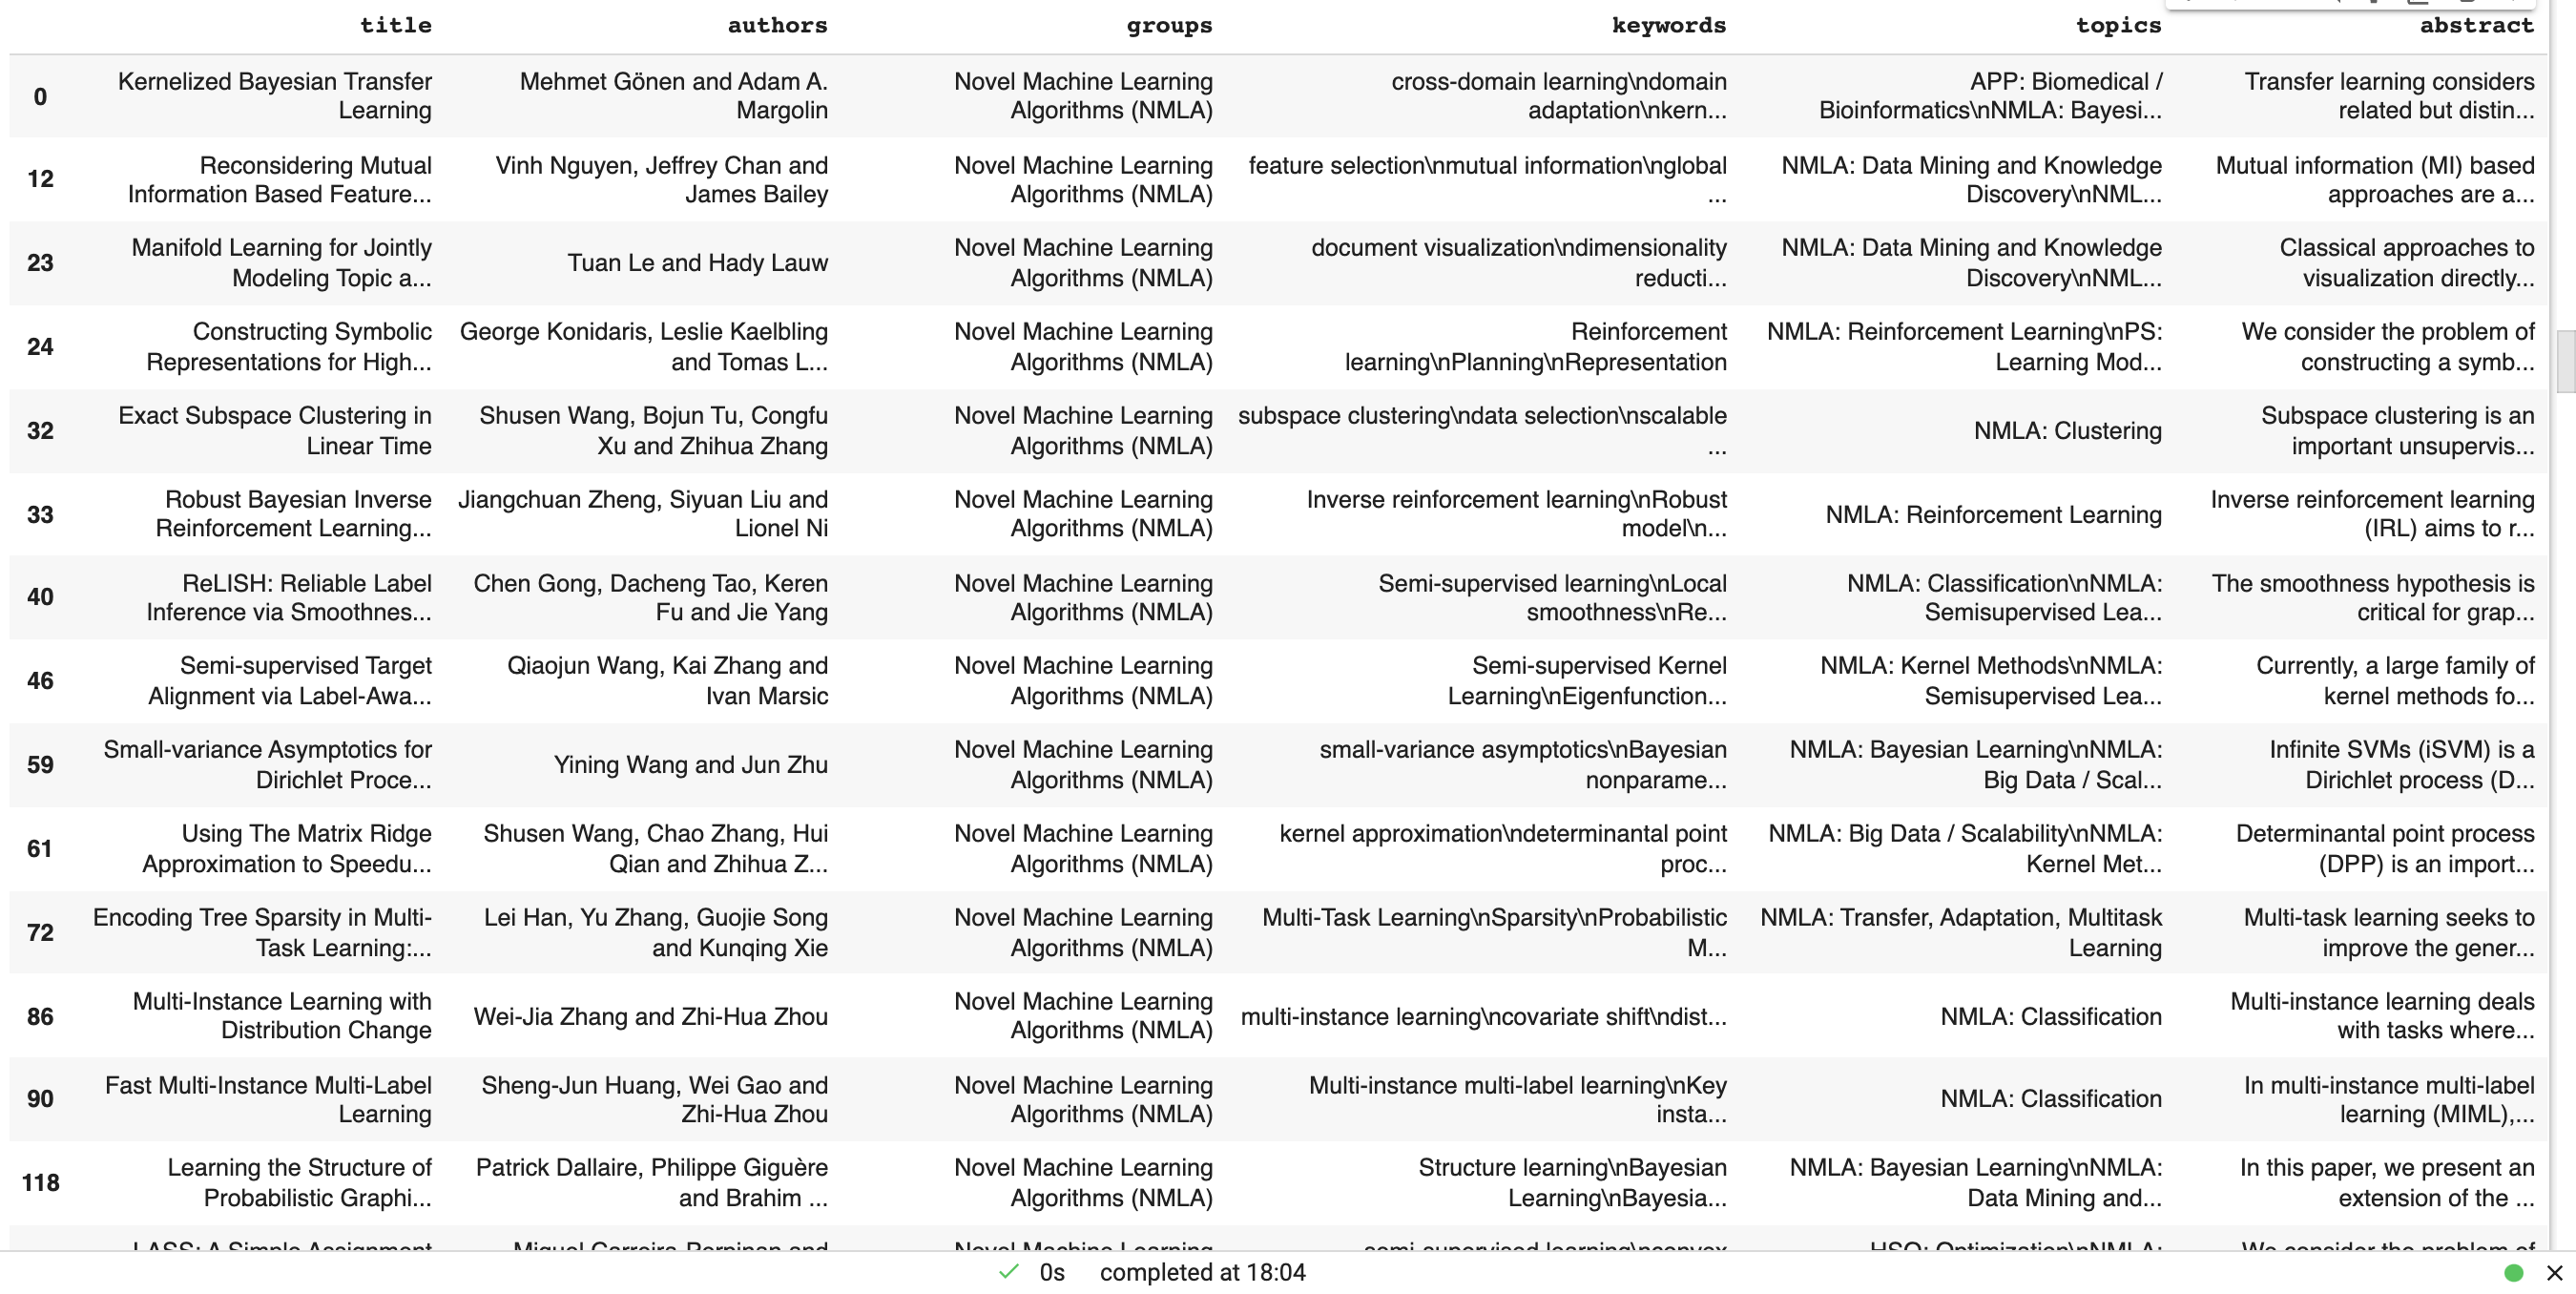 title authors groups keywords topics abstract
0 Kernelized Bayesian Transfer Learning Mehmet Gönen and Adam A. Margolin Novel Machine Learning Algorithms (NMLA) cross-domain learning\ndomain adaptation\nkern... APP: Biomedical / Bioinformatics\nNMLA: Bayesi... Transfer learning considers related but distin...
12 Reconsidering Mutual Information Based Feature... Vinh Nguyen, Jeffrey Chan and James Bailey Novel Machine Learning Algorithms (NMLA) feature selection\nmutual information\nglobal ... NMLA: Data Mining and Knowledge Discovery\nNML... Mutual information (MI) based approaches are a...
23 Manifold Learning for Jointly Modeling Topic a... Tuan Le and Hady Lauw Novel Machine Learning Algorithms (NMLA) document visualization\ndimensionality reducti... NMLA: Data Mining and Knowledge Discovery\nNML... Classical approaches to visualization directly...
24 Constructing Symbolic Representations for High... George Konidaris, Leslie Kaelbling and Tomas L... Novel Machine Learning Algorithms (NMLA) Reinforcement learning\nPlanning\nRepresentation NMLA: Reinforcement Learning\nPS: Learning Mod... We consider the problem of constructing a symb...
32 Exact Subspace Clustering in Linear Time Shusen Wang, Bojun Tu, Congfu Xu and Zhihua Zhang Novel Machine Learning Algorithms (NMLA) subspace clustering\ndata selection\nscalable ... NMLA: Clustering Subspace clustering is an important unsupervis...
33 Robust Bayesian Inverse Reinforcement Learning... Jiangchuan Zheng, Siyuan Liu and Lionel Ni Novel Machine Learning Algorithms (NMLA) Inverse reinforcement learning\nRobust model\n... NMLA: Reinforcement Learning Inverse reinforcement learning (IRL) aims to r...
40 ReLISH: Reliable Label Inference via Smoothnes... Chen Gong, Dacheng Tao, Keren Fu and Jie Yang Novel Machine Learning Algorithms (NMLA) Semi-supervised learning\nLocal smoothness\nRe... NMLA: Classification\nNMLA: Semisupervised Lea... The smoothness hypothesis is critical for grap...
46 Semi-supervised Target Alignment via Label-Awa... Qiaojun Wang, Kai Zhang and Ivan Marsic Novel Machine Learning Algorithms (NMLA) Semi-supervised Kernel Learning\nEigenfunction... NMLA: Kernel Methods\nNMLA: Semisupervised Lea... Currently, a large family of kernel methods fo...
59 Small-variance Asymptotics for Dirichlet Proce... Yining Wang and Jun Zhu Novel Machine Learning Algorithms (NMLA) small-variance asymptotics\nBayesian nonparame... NMLA: Bayesian Learning\nNMLA: Big Data / Scal... Infinite SVMs (iSVM) is a Dirichlet process (D...
61 Using The Matrix Ridge Approximation to Speedu... Shusen Wang, Chao Zhang, Hui Qian and Zhihua Z... Novel Machine Learning Algorithms (NMLA) kernel approximation\ndeterminantal point proc... NMLA: Big Data / Scalability\nNMLA: Kernel Met... Determinantal point process (DPP) is an import...
72 Encoding Tree Sparsity in Multi-Task Learning:... Lei Han, Yu Zhang, Guojie Song and Kunqing Xie Novel Machine Learning Algorithms (NMLA) Multi-Task Learning\nSparsity\nProbabilistic M... NMLA: Transfer, Adaptation, Multitask Learning Multi-task learning seeks to improve the gener...
86 Multi-Instance Learning with Distribution Change Wei-Jia Zhang and Zhi-Hua Zhou Novel Machine Learning Algorithms (NMLA) multi-instance learning\ncovariate shift\ndist... NMLA: Classification Multi-instance learning deals with tasks where...
90 Fast Multi-Instance Multi-Label Learning Sheng-Jun Huang, Wei Gao and Zhi-Hua Zhou Novel Machine Learning Algorithms (NMLA) Multi-instance multi-label learning\nKey insta... NMLA: Classification In multi-instance multi-label learning (MIML),...
118 Learning the Structure of Probabilistic Graphi... Patrick Dallaire, Philippe Giguère and Brahim ... Novel Machine Learning Algorithms (NMLA) Structure learning\nBayesian Learning\nBayesia... NMLA: Bayesian Learning\nNMLA: Data Mining and... In this paper, we present an extension of the ...
LASS: A Simple Assignment Miguel Carreira-Perpinan and Novel Machine Learning semi-supervised learning\nconvex HSO: Optimization\nNMLA: We consider the problem of
0s completed at 18:04